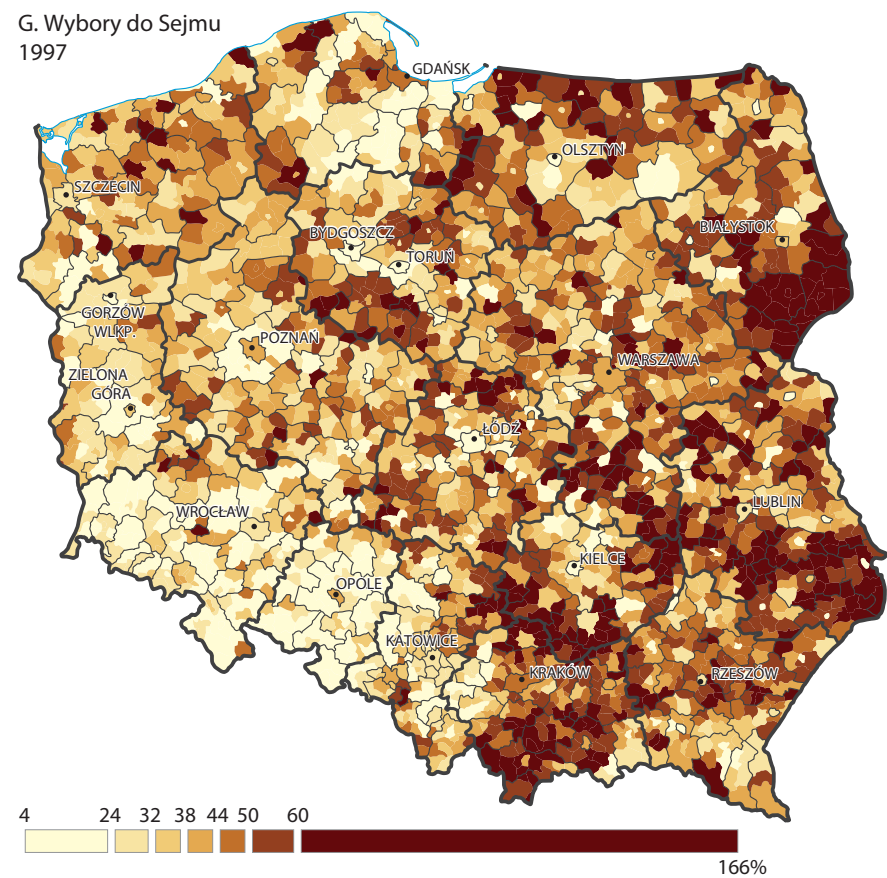 G. Wybory do Sejmu
1997
GDAŃSK
OLSZTYN
SZCZECIN
BIAŁYSTOK
BYDGOSZCZ
TORUŃ
GORZÓW
WLKP.
POZNAŃ
WARSZAWA
ZIELONA
GÓRA
ŁÓDŹ
LUBLIN
WROCŁAW
KIELCE
OPOLE
KATOWICE
KRAKÓW
RZESZÓW
4 24 32 38 44 50 60
166%